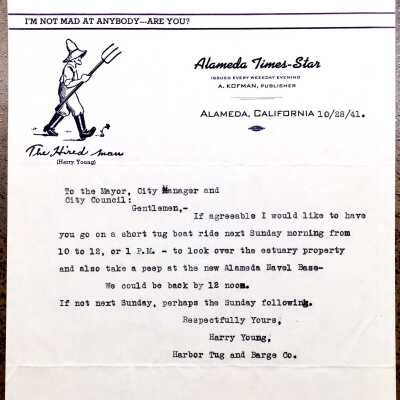 I'M NOT MAD AT ANYBODY---ARE YOU?
Alameda Times-Star
ISSUED EVERY WEEKDAY EVENING
A. KOFMAN, PUBLISHER
ALAMEDA, CALIFORNIA 10/28/41.
The Hired Man
(Harry Young)
To the Mayor, City Manager and
City Council:
Gentlemen,-
If agreeable I would like to have
you go on a short tug boat ride next Sunday morning from
10 to 12, or 1 P.M. - to look over the estuary property
and also take a peep at the new Alameda Navel Base-
We could be back by 12 noon.
If not next Sunday, perhaps the Sunday following.
Respectfully Yours,
Harry Young,
Harbor Tug and Barge Co.